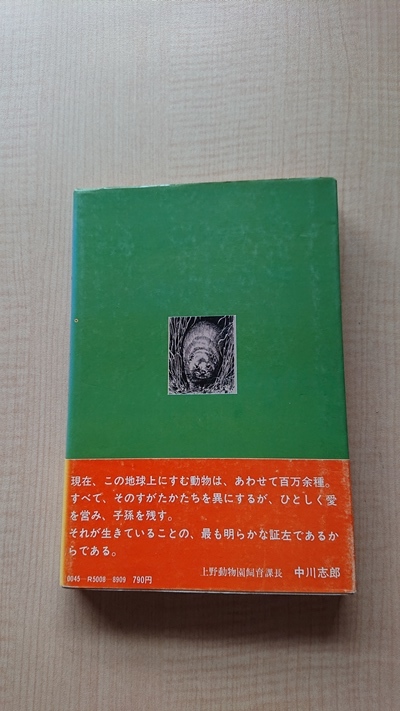 現在、この地球上にすむ動物は、あわせて百万余種。
すべて、そのすがたかたちを異にするが、ひとしく愛
を営み、子孫を残す。
それが生きていることの、最も明らかな証左であるか
らである。
上野動物園飼育課長 中川志郎
0045-R5008-8909 790円